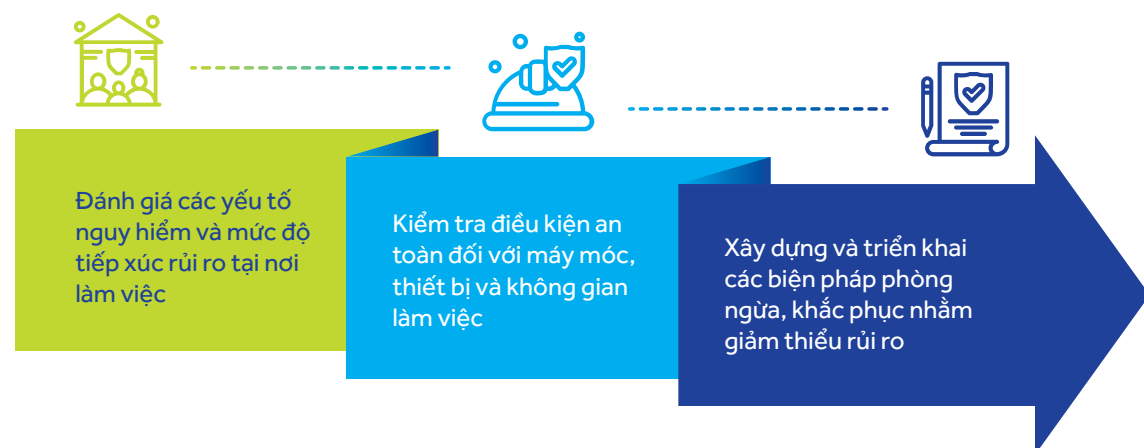 Đánh giá các yếu tố
nguy hiểm và mức độ
tiếp xúc rủi ro tại nơi
làm việc
Kiểm tra điều kiện an
toàn đối với máy móc,
thiết bị và không gian
làm việc
Xây dựng và triển khai
các biện pháp phòng
ngừa, khắc phục nhằm
giảm thiểu rủi ro